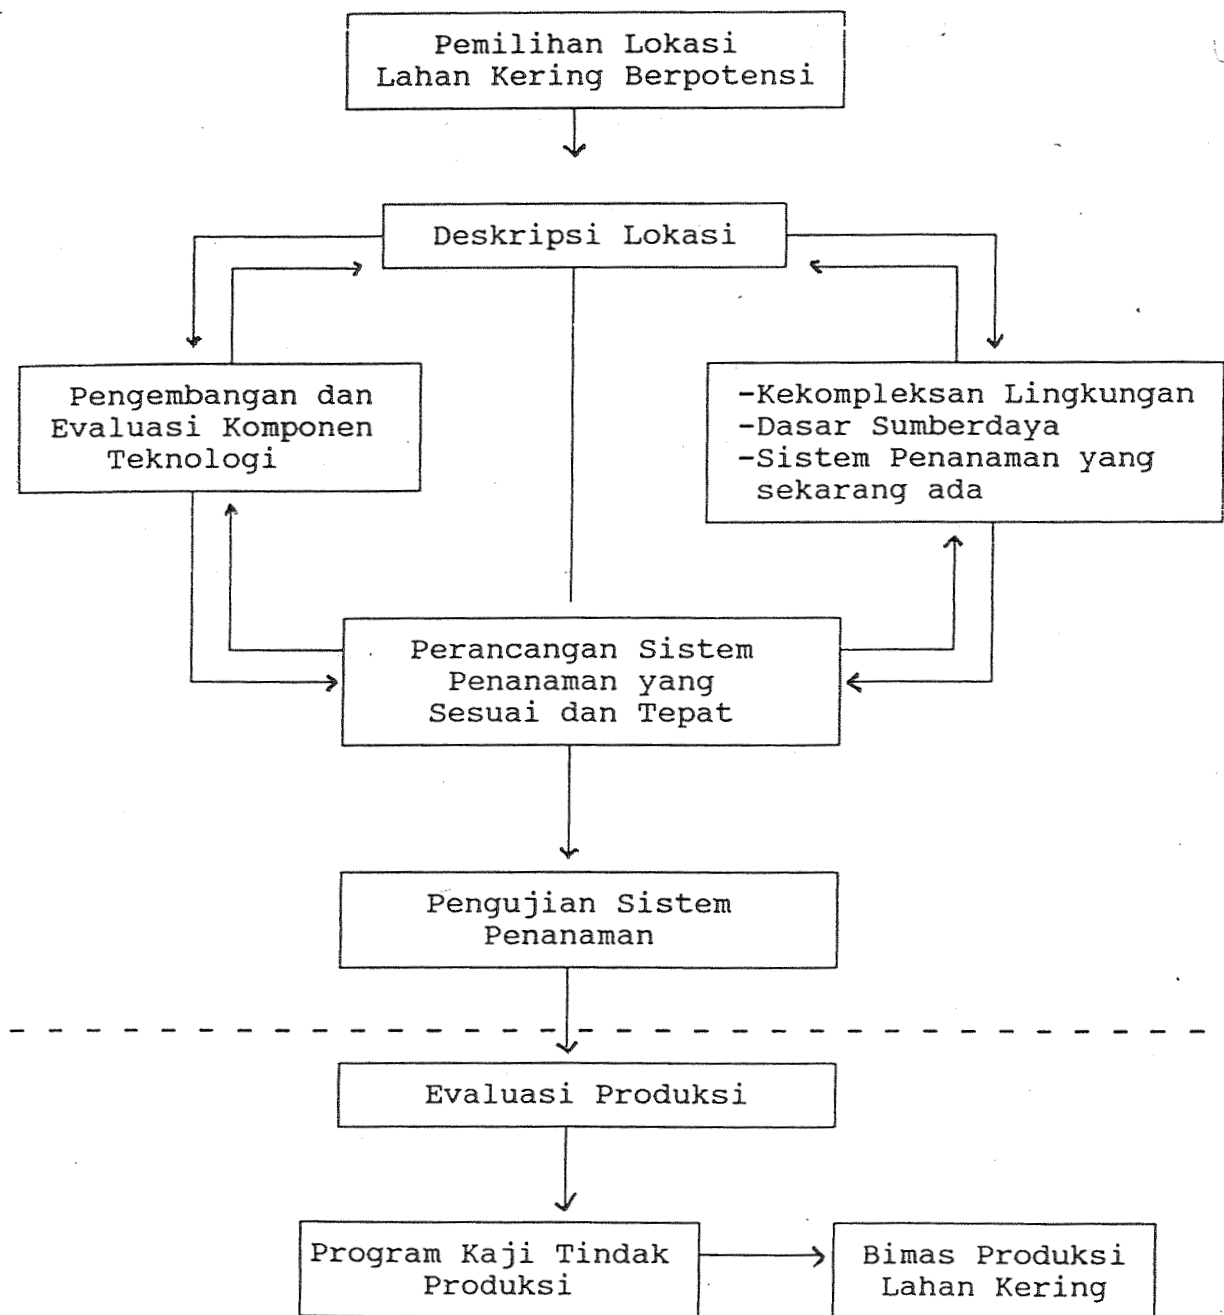 Pemilihan Lokasi
Lahan Kering Berpotensi
Deskripsi Lokasi
Pengembangan dan
Evaluasi Komponen
Teknologi
-Kekompleksan Lingkungan
-Dasar Sumberdaya
-Sistem Penanaman yang
sekarang ada
Perancangan Sistem
Penanaman yang
Sesuai dan Tepat
Pengujian Sistem
Penanaman
Evaluasi Produksi
Program Kaji Tindak
Produksi
Bimas Produksi
Lahan Kering